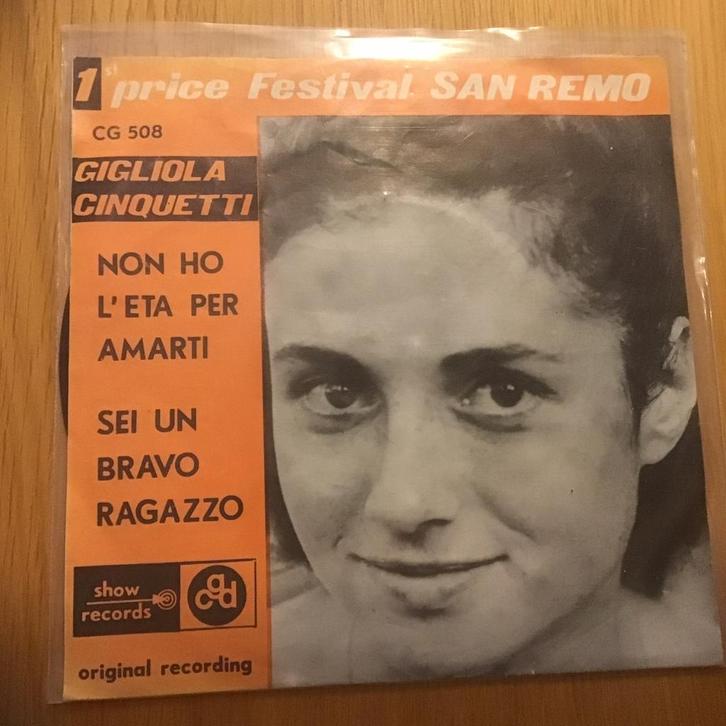 1st price Festival SAN REMO
CG 508
GIGLIOLA
CINQUETTI
NON HO
L'ETA PER
AMARTI
SEI UN
BRAVO
RAGAZZO
show
records
cgd
original recording